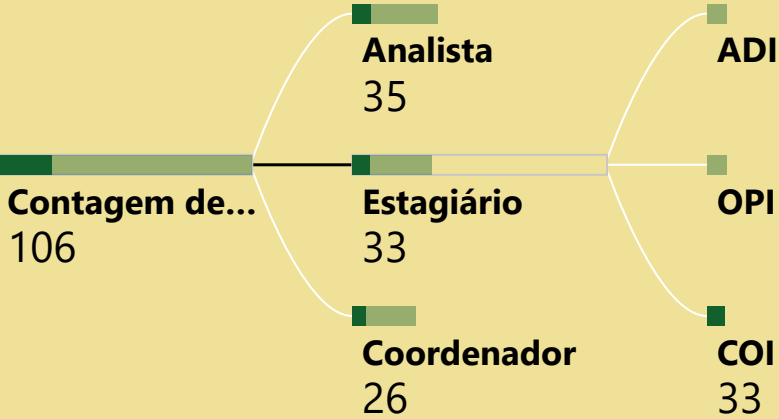 Analista
35
Contagem de...
106
Estagiário
33
Coordenador
26
ADI
OPI
COI
33